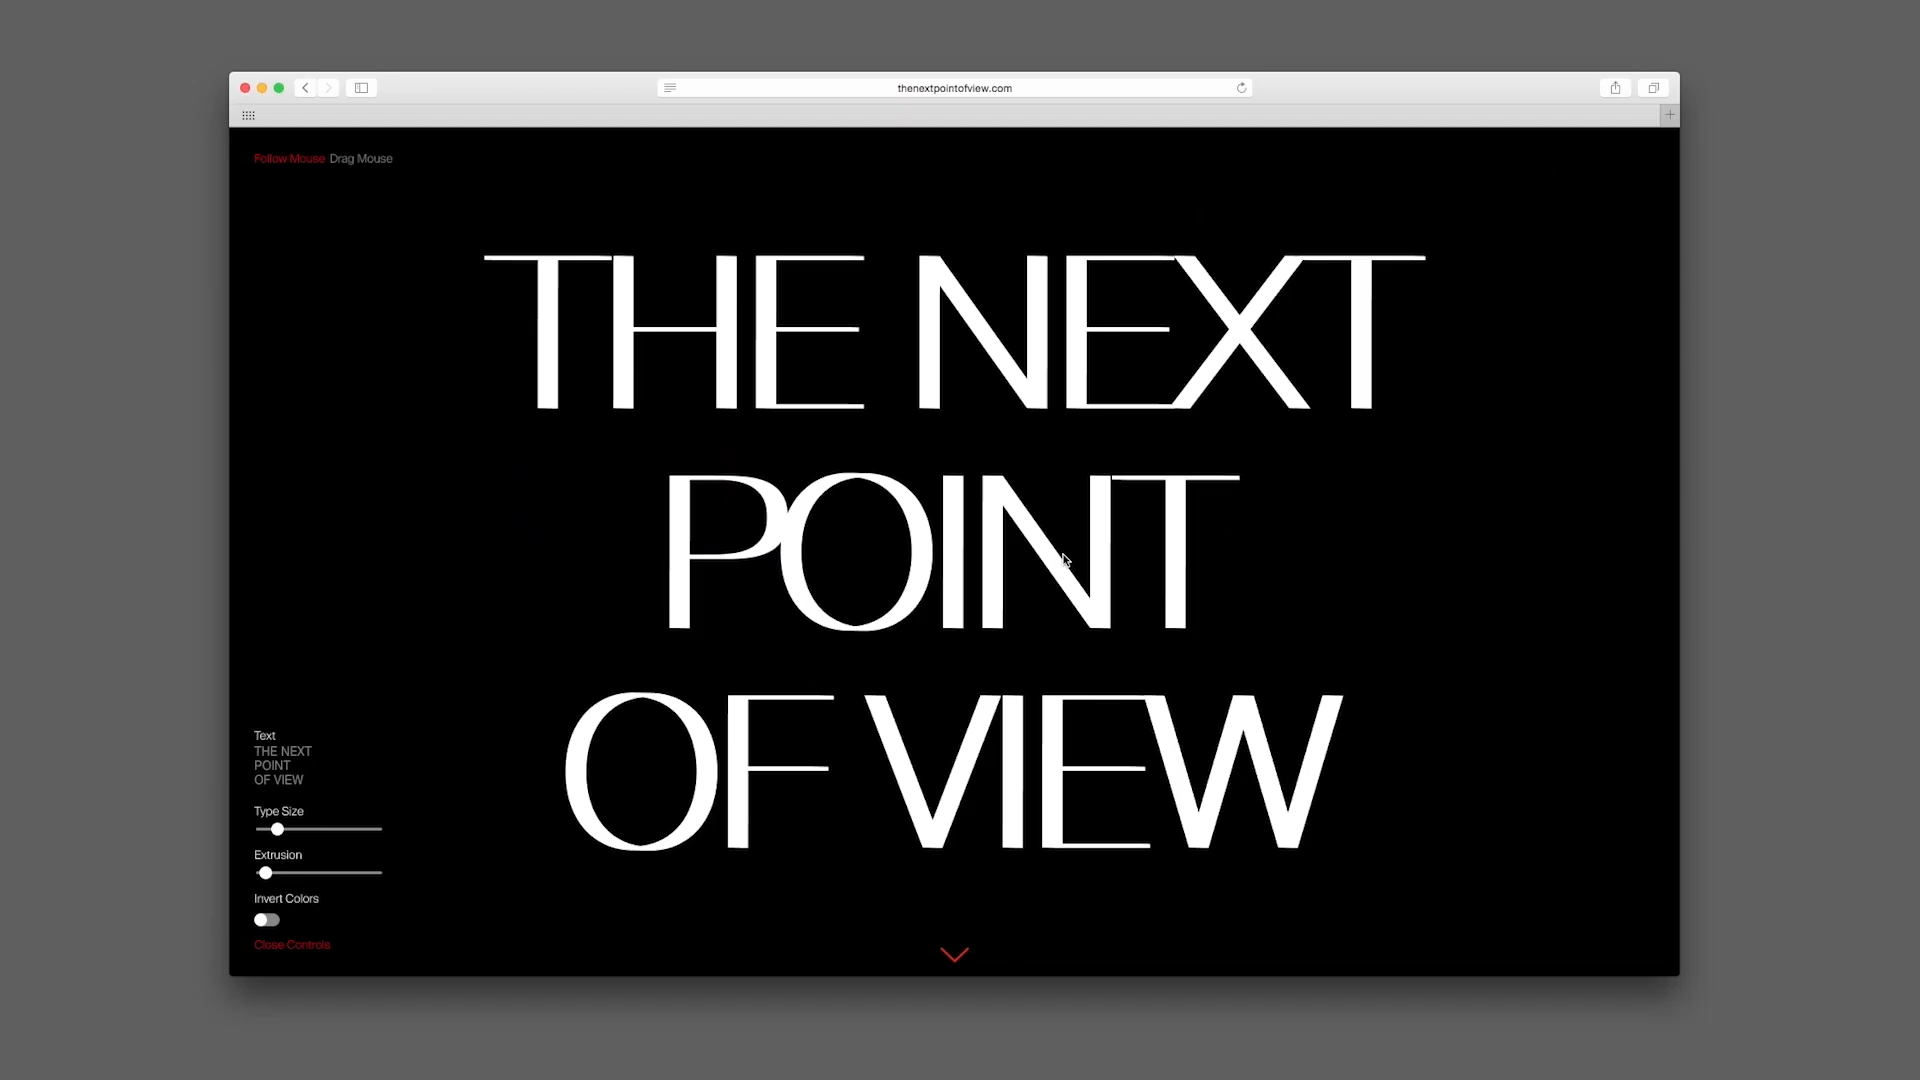 thenextpointofview.com
Follow Mouse Drag Mouse
THE NEXT
POINT
OF VIEW
Text
THE NEXT
POINT
OF VIEW
Type Size
Extrusion
Invert Colors
Close Controls